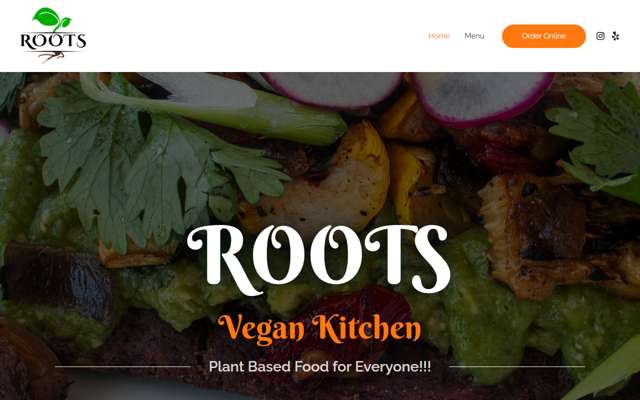 ROOTS
Home
Menu
Order Online
ROOTS
Vegan Kitchen
Plant Based Food for Everyone!!!